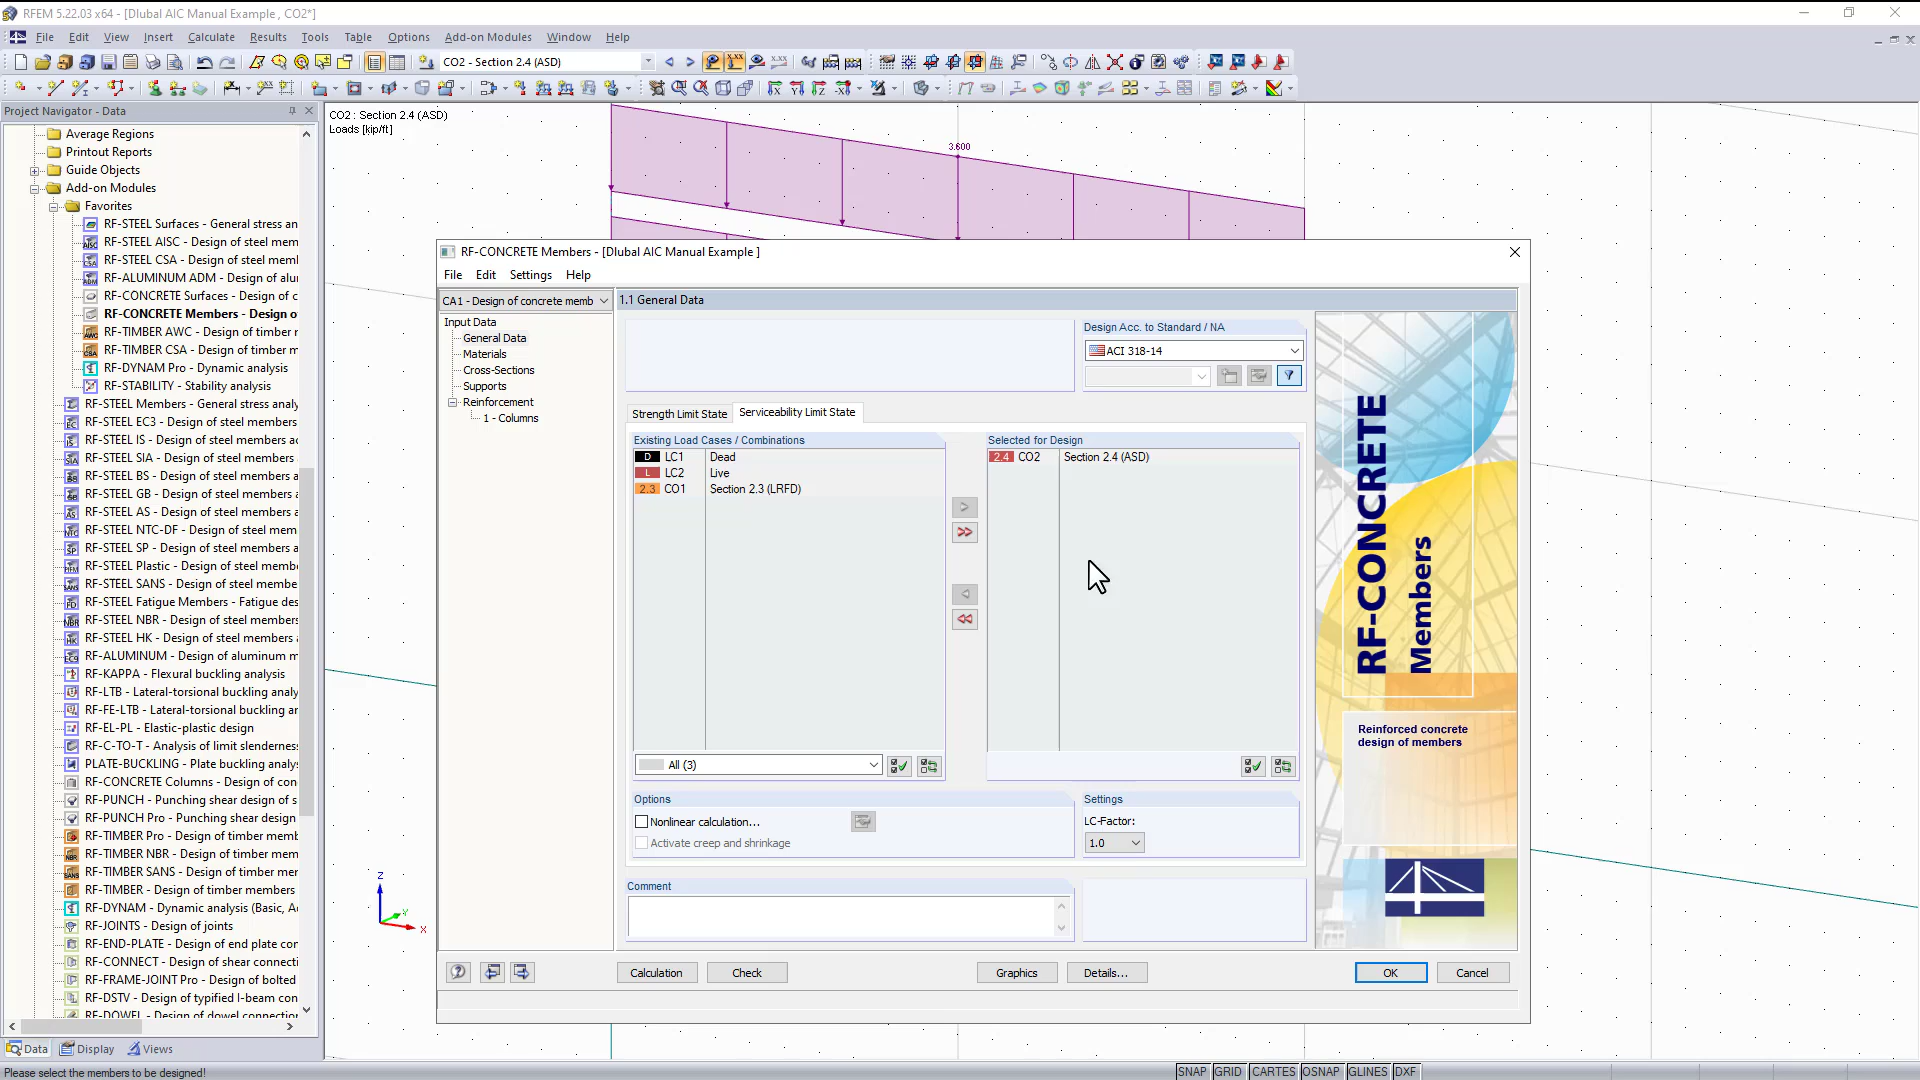 RFEM 5.22.03 x64 - [Dlubal AIC Manual Example , CO2*]
File Edit View Insert Calculate Results Tools Table Options Add-on Modules Window Help
CO2 - Section 2.4 (ASD)
Project Navigator - Data
Average Regions
Printout Reports
Guide Objects
Add-on Modules
Favorites
RF-STEEL Surfaces - General stress an
RF-STEEL AISC - Design of steel mem
RF-STEEL CSA - Design of steel memb
RF-ALUMINUM ADM - Design of alu
RF-CONCRETE Surfaces - Design of c
RF-CONCRETE Members - Design o
RF-TIMBER AWC - Design of timber r
RF-TIMBER CSA - Design of timber m
RF-DYNAM Pro - Dynamic analysis
RF-STABILITY - Stability analysis
RF-STEEL Members - General stress analy
RF-STEEL EC3 - Design of steel members
RF-STEEL IS - Design of steel members ac
RF-STEEL SIA - Design of steel members a
RF-STEEL BS - Design of steel members a
RF-STEEL GB - Design of steel members a
RF-STEEL AS - Design of steel members a
RF-STEEL NTC-DF - Design of steel mem
RF-STEEL SP - Design of steel members a
RF-STEEL Plastic - Design of steel membe
RF-STEEL SANS - Design of steel membe
RF-STEEL Fatigue Members - Fatigue des
RF-STEEL NBR - Design of steel members
RF-STEEL HK - Design of steel members
RF-ALUMINUM - Design of aluminum m
RF-KAPPA - Flexural buckling analysis
RF-LTB - Lateral-torsional buckling analy
RF-FE-LTB - Lateral-torsional buckling an
RF-EL-PL - Elastic-plastic design
RF-C-TO-T - Analysis of limit slenderness
PLATE-BUCKLING - Plate buckling analys
RF-CONCRETE Columns - Design of con
RF-PUNCH - Punching shear design of s
RF-PUNCH Pro - Punching shear design
RF-TIMBER Pro - Design of timber memb
RF-TIMBER NBR - Design of timber mem
RF-TIMBER SANS - Design of timber mem
RF-TIMBER - Design of timber members
RF-DYNAM - Dynamic analysis (Basic, Ac
RF-JOINTS - Design of joints
RF-END-PLATE - Design of end plate con
RF-CONNECT - Design of shear connecti
RF-FRAME-JOINT Pro - Design of bolted
RF-DSTV - Design of typified I-beam con
RF-DOWEL - Design of dowel connection
Data Display Views
Please select the members to be designed!
SNAP GRID CARTES OSNAP GLINES DXF
CO2 : Section 2.4 (ASD)
Loads [kip/ft]
3.600
Z
Y
X
RF-CONCRETE Members - [Dlubal AIC Manual Example ]
File Edit Settings Help
CA1 - Design of concrete memb
Input Data
General Data
Materials
Cross-Sections
Supports
Reinforcement
1 - Columns
1.1 General Data
Design Acc. to Standard / NA
ACI 318-14
Strength Limit State Serviceability Limit State
Existing Load Cases / Combinations
D LC1 Dead
L LC2 Live
2.3 CO1 Section 2.3 (LRFD)
All (3)
Selected for Design
2.4 CO2 Section 2.4 (ASD)
Options
Nonlinear calculation...
Activate creep and shrinkage
Settings
LC-Factor:
1.0
Comment
RF-CONCRETE
Members
Reinforced concrete
design of members
Calculation Check Graphics Details... OK Cancel